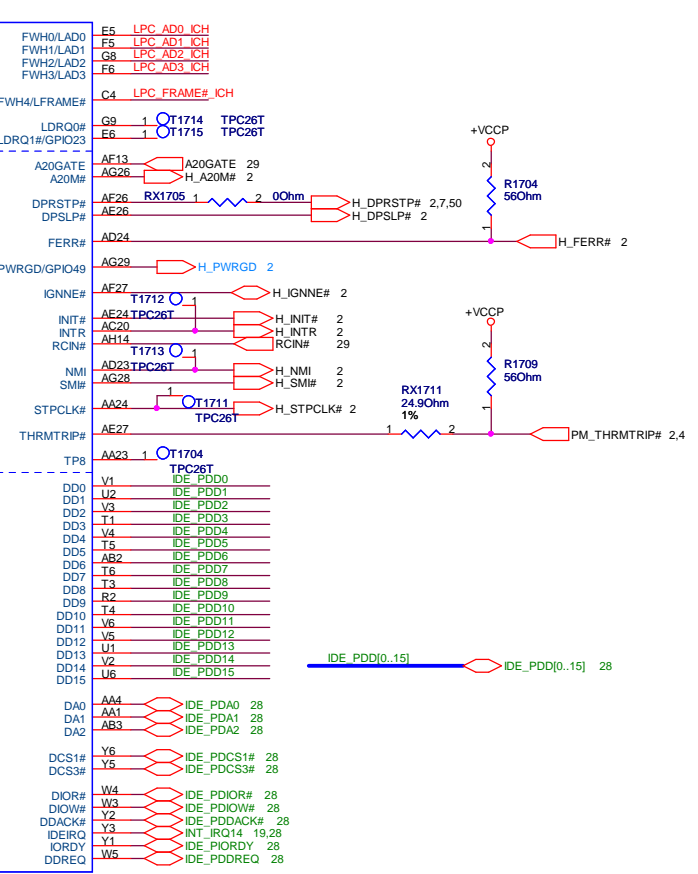 FWH0/LAD0 E5 LPC_AD0_ICH
FWH1/LAD1 F5 LPC_AD1_ICH
FWH2/LAD2 G8 LPC_AD2_ICH
FWH3/LAD3 F6 LPC_AD3_ICH
FWH4/LFRAME# C4 LPC_FRAME#_ICH
LDRQ0# G9 1 T1714 TPC26T
LDRQ1#/GPIO23 E6 1 T1715 TPC26T
+VCCP
A20GATE AF13 A20GATE 29
A20M# AG26 H_A20M# 2
2 R1704
56Ohm
1
DPRSTP# AF26 RX1705 1 2 0Ohm H_DPRSTP# 2,7,50
DPSLP# AE26 H_DPSLP# 2
FERR# AD24 H_FERR# 2
PWRGD/GPIO49 AG29 H_PWRGD 2
IGNNE# AF27 H_IGNNE# 2
T1712 1
TPC26T
INIT# AE24 H_INIT# 2
INTR AC20 H_INTR 2
RCIN# AH14 RCIN# 29
+VCCP
T1713 1
TPC26T
NMI AD23 H_NMI 2
SMI# AG28 H_SMI# 2
2 R1709
56Ohm
1
1 T1711
TPC26T
STPCLK# AA24 H_STPCLK# 2
RX1711
24.9Ohm
1%
THRMTRIP# AE27 1 2 PM_THRMTRIP# 2,4
TP8 AA23 1 T1704
TPC26T
DD0 V1 IDE_PDD0
DD1 U2 IDE_PDD1
DD2 V3 IDE_PDD2
DD3 T1 IDE_PDD3
DD4 V4 IDE_PDD4
DD5 T5 IDE_PDD5
DD6 AB2 IDE_PDD6
DD7 T6 IDE_PDD7
DD8 T3 IDE_PDD8
DD9 R2 IDE_PDD9
DD10 T4 IDE_PDD10
DD11 V6 IDE_PDD11
DD12 V5 IDE_PDD12
DD13 U1 IDE_PDD13
DD14 V2 IDE_PDD14
DD15 U6 IDE_PDD15
IDE_PDD[0..15] IDE_PDD[0..15] 28
DA0 AA4 IDE_PDA0 28
DA1 AA1 IDE_PDA1 28
DA2 AB3 IDE_PDA2 28
DCS1# Y6 IDE_PDCS1# 28
DCS3# Y5 IDE_PDCS3# 28
DIOR# W4 IDE_PDIOR# 28
DIOW# W3 IDE_PDIOW# 28
DDACK# Y2 IDE_PDDACK# 28
IDEIRQ Y3 INT_IRQ14 19,28
IORDY Y1 IDE_PIORDY 28
DDREQ W5 IDE_PDDREQ 28